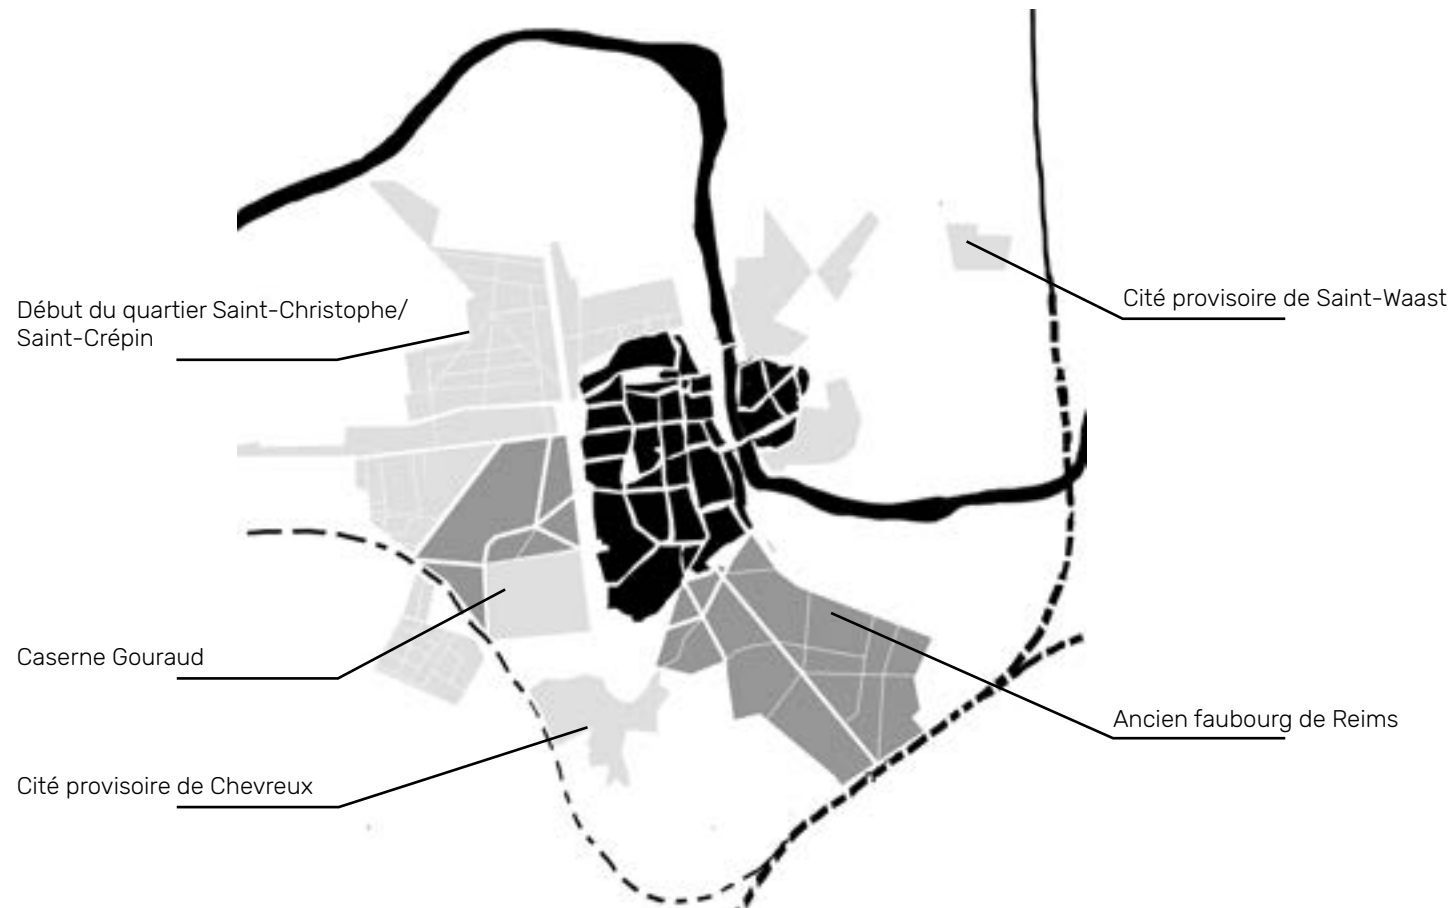 Cité provisoire de Saint-Waast
Début du quartier Saint-Christophe/
Saint-Crépin
Caserne Gouraud
Ancien faubourg de Reims
Cité provisoire de Chevreux